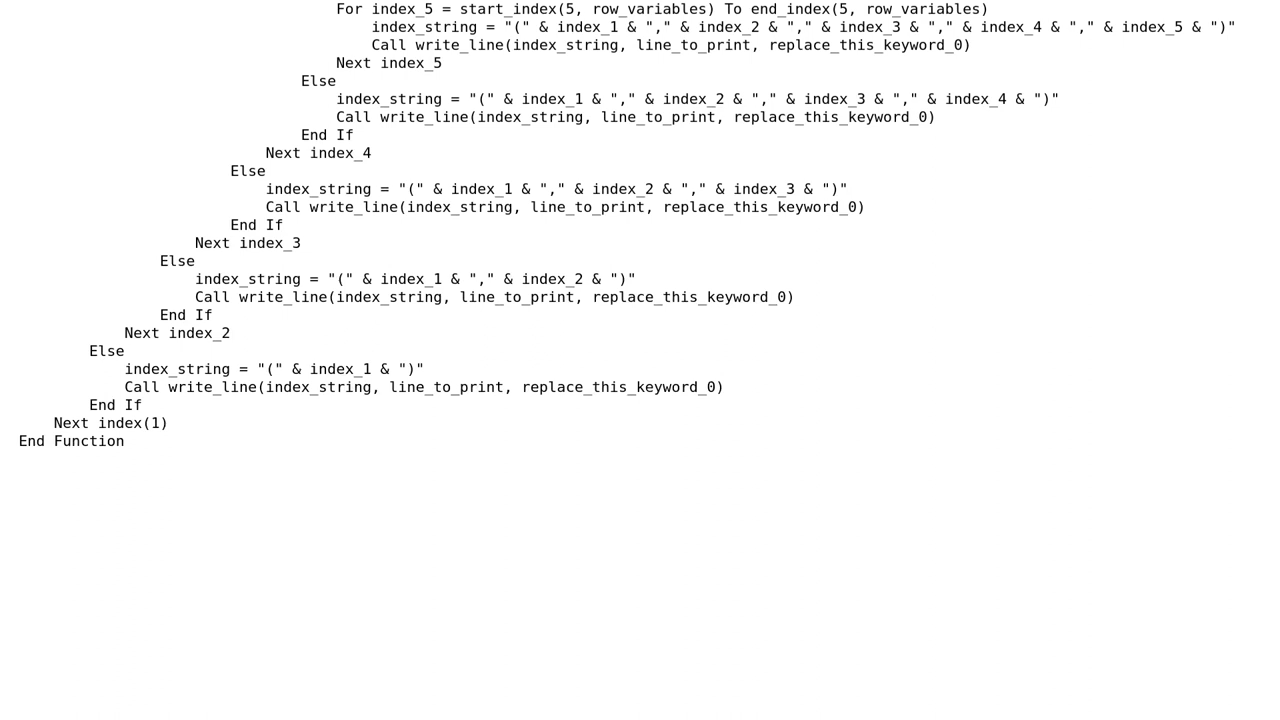 For index_5 = start_index(5, row_variables) To end_index(5, row_variables)
index_string = "(" & index_1 & "," & index_2 & "," & index_3 & "," & index_4 & "," & index_5 & ")"
Call write_line(index_string, line_to_print, replace_this_keyword_0)
Next index_5
Else
index_string = "(" & index_1 & "," & index_2 & "," & index_3 & "," & index_4 & ")"
Call write_line(index_string, line_to_print, replace_this_keyword_0)
End If
Next index_4
Else
index_string = "(" & index_1 & "," & index_2 & "," & index_3 & ")"
Call write_line(index_string, line_to_print, replace_this_keyword_0)
End If
Next index_3
Else
index_string = "(" & index_1 & "," & index_2 & ")"
Call write_line(index_string, line_to_print, replace_this_keyword_0)
End If
Next index_2
Else
index_string = "(" & index_1 & ")"
Call write_line(index_string, line_to_print, replace_this_keyword_0)
End If
Next index(1)
End Function